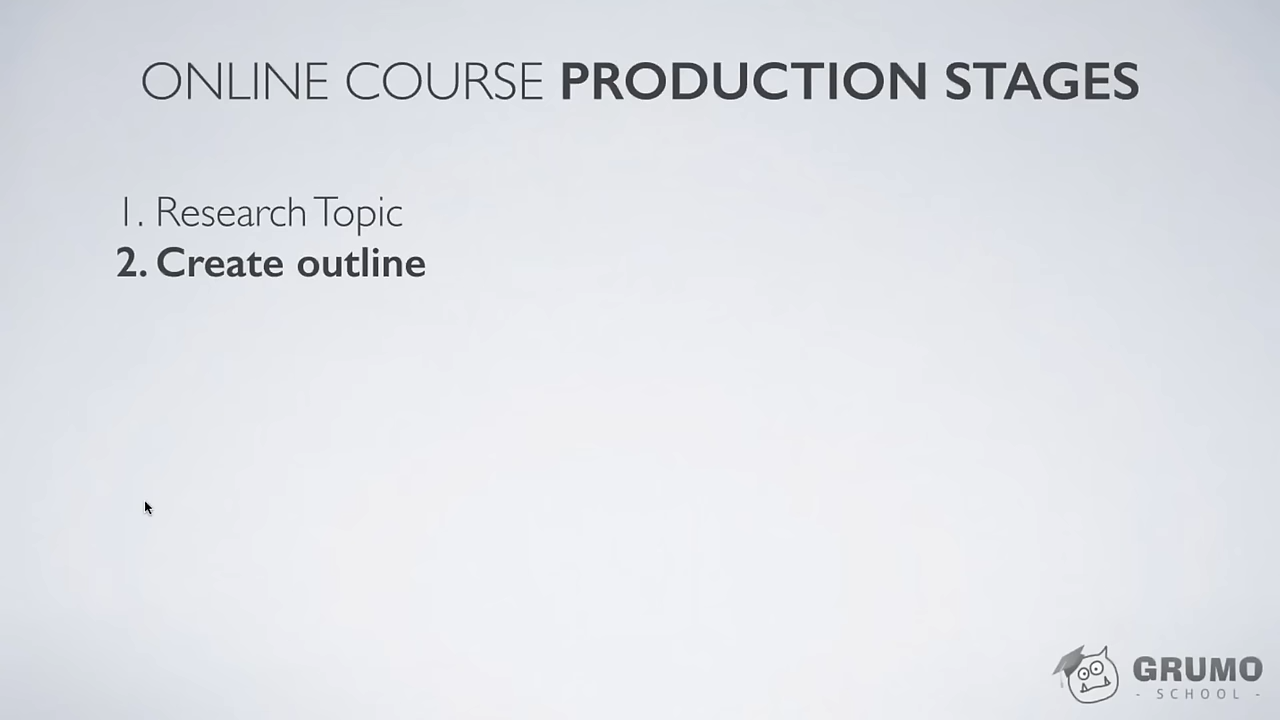 ONLINE COURSE PRODUCTION STAGES
1. Research Topic
2. Create outline
GRUMO
- SCHOOL -